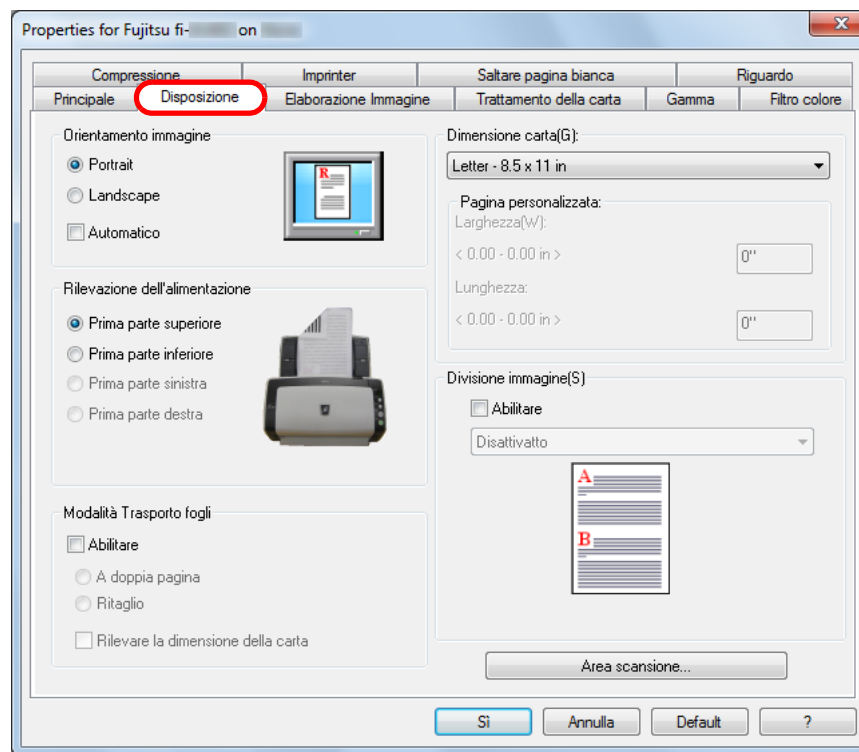 Properties for Fujitsu fi- on
Compressione Imprinter Saltare pagina bianca Riguardo
Principale Disposizione Elaborazione Immagine Trattamento della carta Gamma Filtro colore
Orientamento immagine
Portrait
Landscape
Automatico
R
Rilevazione dell'alimentazione
Prima parte superiore
Prima parte inferiore
Prima parte sinistra
Prima parte destra
Modalità Trasporto fogli
Abilitare
A doppia pagina
Ritaglio
Rilevare la dimensione della carta
Dimensione carta(G):
Letter - 8.5 x 11 in
Pagina personalizzata:
Larghezza(W):
< 0.00 - 0.00 in > 0''
Lunghezza:
< 0.00 - 0.00 in > 0''
Divisione immagine(S)
Abilitare
Disattivatto
A
B
Area scansione...
Sì Annulla Default ?